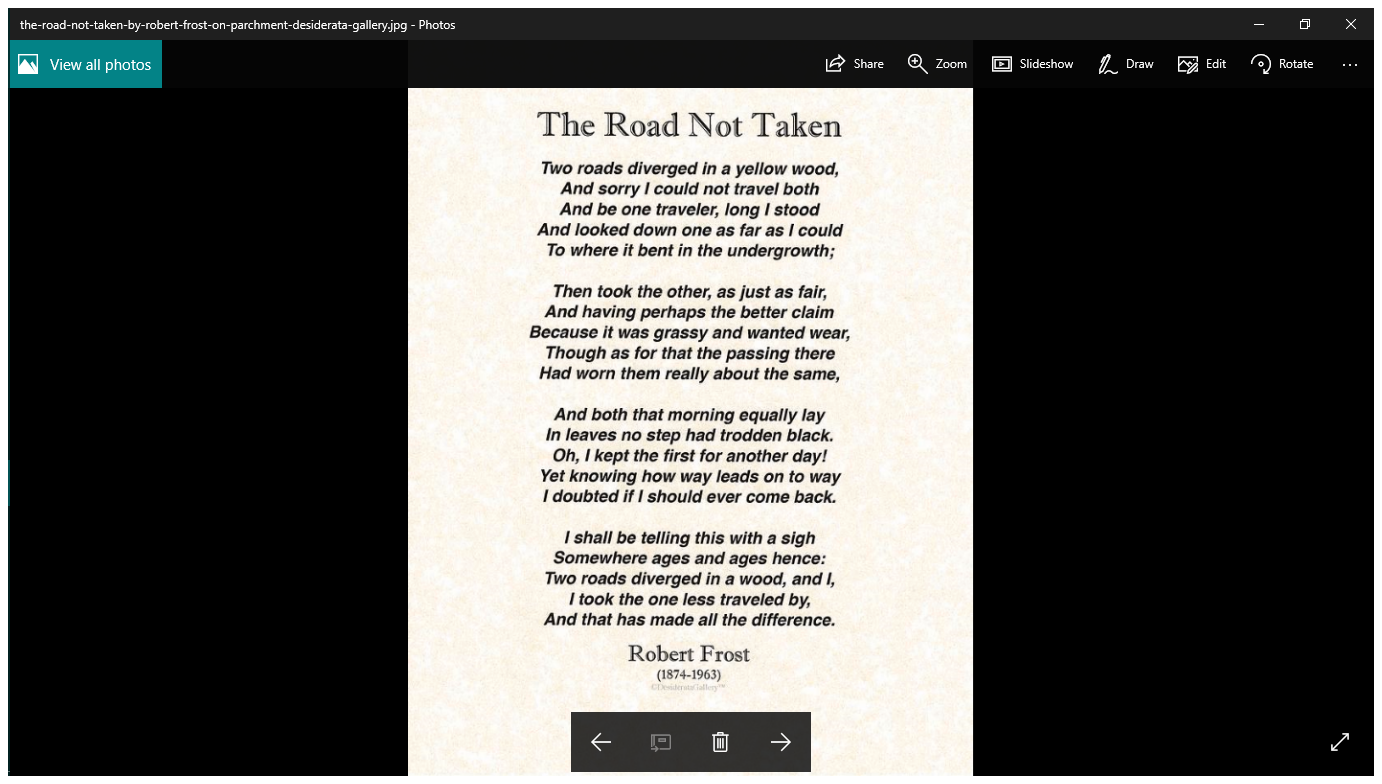 the-road-not-taken-by-robert-frost-on-parchment-desiderata-gallery.jpg - Photos
View all photos
Share
Zoom
Slideshow
Draw
Edit
Rotate
The Road Not Taken
Two roads diverged in a yellow wood,
And sorry I could not travel both
And be one traveler, long I stood
And looked down one as far as I could
To where it bent in the undergrowth;
Then took the other, as just as fair,
And having perhaps the better claim
Because it was grassy and wanted wear,
Though as for that the passing there
Had worn them really about the same,
And both that morning equally lay
In leaves no step had trodden black.
Oh, I kept the first for another day!
Yet knowing how way leads on to way
I doubted if I should ever come back.
I shall be telling this with a sigh
Somewhere ages and ages hence:
Two roads diverged in a wood, and I,
I took the one less traveled by,
And that has made all the difference.
Robert Frost
(1874-1963)
©DesiderataGallery™